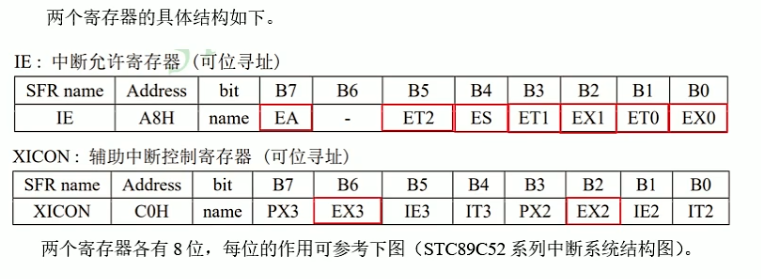 两个寄存器的具体结构如下。
IE：中断允许寄存器 (可位寻址)
SFR name Address bit B7 B6 B5 B4 B3 B2 B1 B0
IE A8H name EA - ET2 ES ET1 EX1 ET0 EX0
XICON：辅助中断控制寄存器 (可位寻址)
SFR name Address bit B7 B6 B5 B4 B3 B2 B1 B0
XICON C0H name PX3 EX3 IE3 IT3 PX2 EX2 IE2 IT2
两个寄存器各有 8 位，每位的作用可参考下图（STC89C52 系列中断系统结构图）。